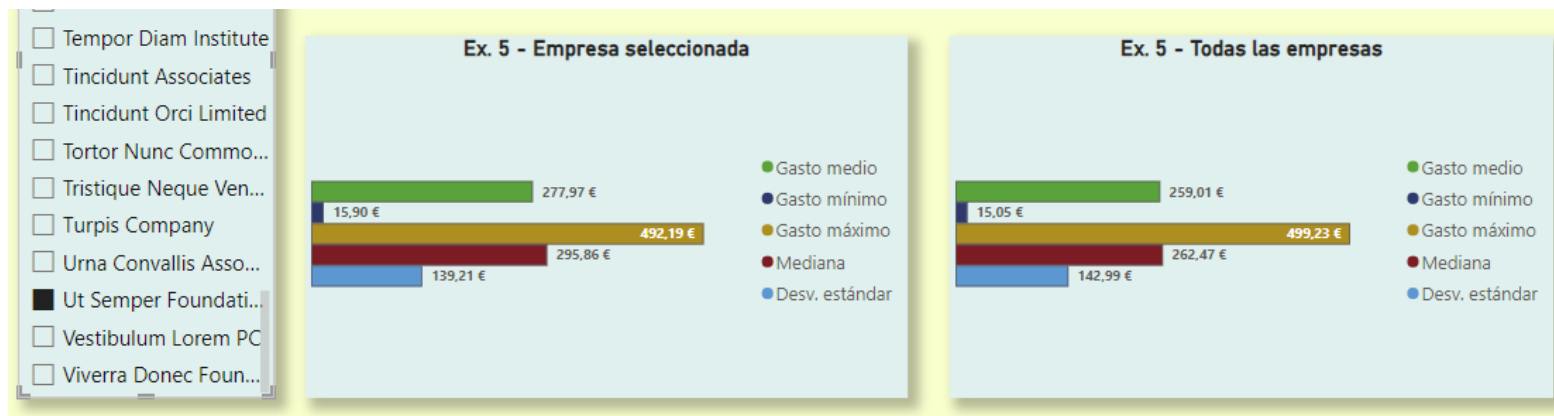 Tempor Diam Institute
Tincidunt Associates
Tincidunt Orci Limited
Tortor Nunc Commo...
Tristique Neque Ven...
Turpis Company
Urna Convallis Asso...
Ut Semper Foundati...
Vestibulum Lorem PC
Viverra Donec Foun...
Ex. 5 - Empresa seleccionada
277,97 €
15,90 €
492,19 €
295,86 €
139,21 €
Gasto medio
Gasto mínimo
Gasto máximo
Mediana
Desv. estándar
Ex. 5 - Todas las empresas
259,01 €
15,05 €
499,23 €
262,47 €
142,99 €
Gasto medio
Gasto mínimo
Gasto máximo
Mediana
Desv. estándar